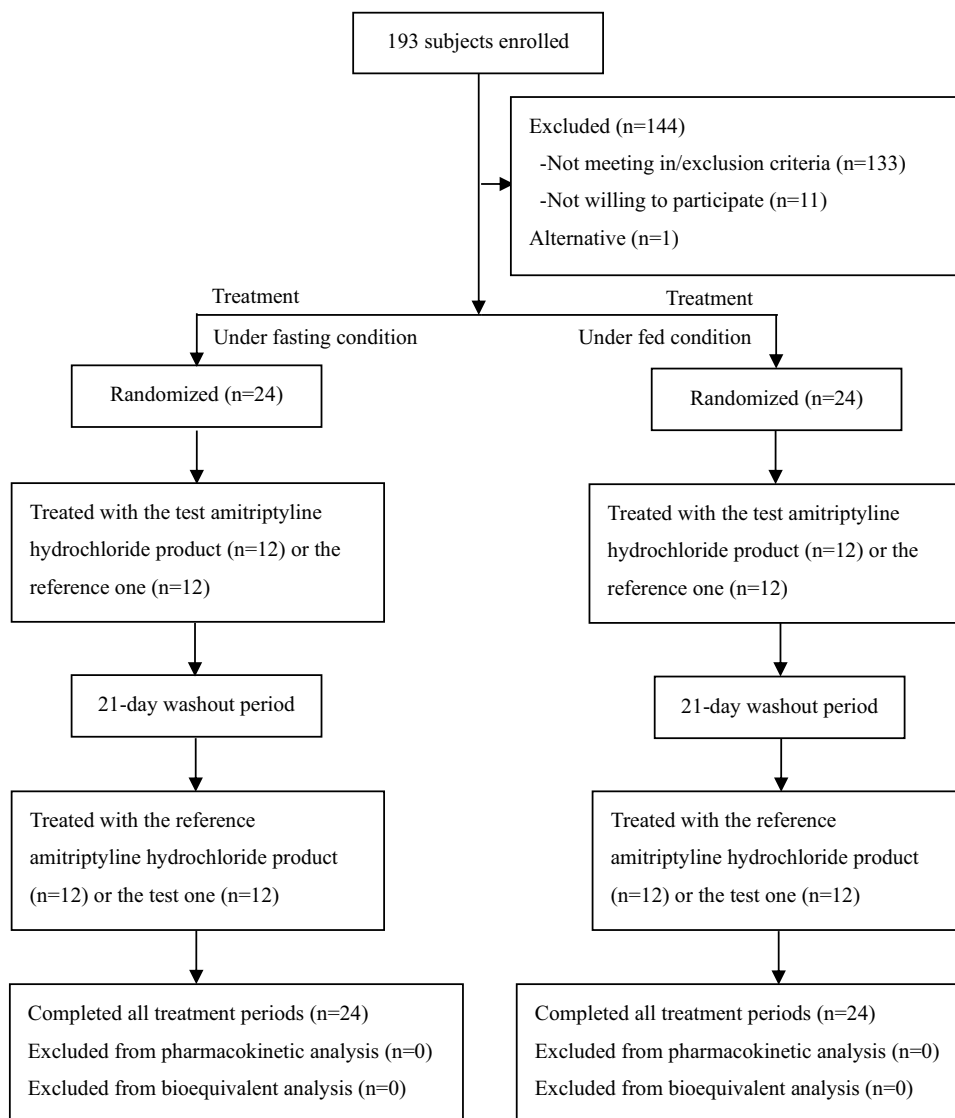 193 subjects enrolled
Excluded (n=144)
-Not meeting in/exclusion criteria (n=133)
-Not willing to participate (n=11)
Alternative (n=1)
Treatment
Under fasting condition
Treatment
Under fed condition
Randomized (n=24)
Randomized (n=24)
Treated with the test amitriptyline
hydrochloride product (n=12) or the
reference one (n=12)
Treated with the test amitriptyline
hydrochloride product (n=12) or the
reference one (n=12)
21-day washout period
21-day washout period
Treated with the reference
amitriptyline hydrochloride product
(n=12) or the test one (n=12)
Treated with the reference
amitriptyline hydrochloride product
(n=12) or the test one (n=12)
Completed all treatment periods (n=24)
Excluded from pharmacokinetic analysis (n=0)
Excluded from bioequivalent analysis (n=0)
Completed all treatment periods (n=24)
Excluded from pharmacokinetic analysis (n=0)
Excluded from bioequivalent analysis (n=0)